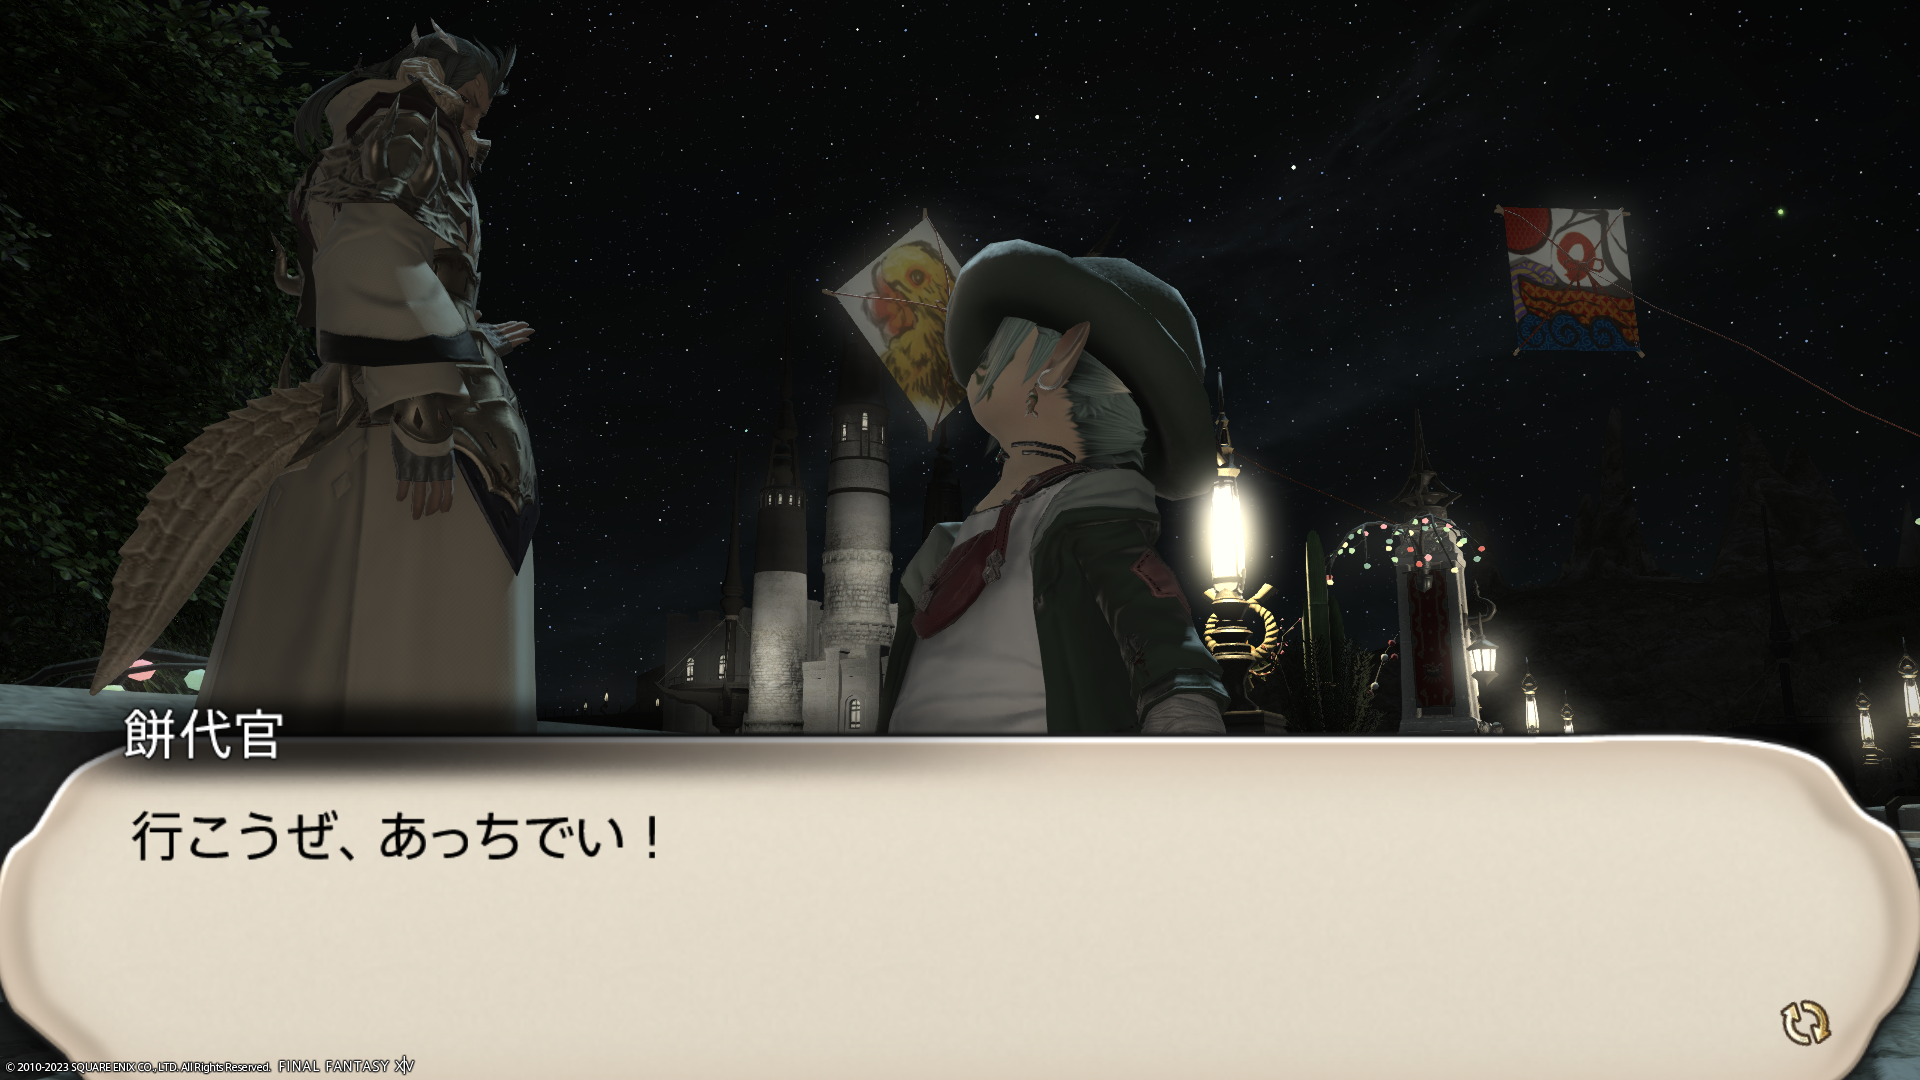 餅代官
行こうぜ、あっちでい！
© 2010-2023 SQUARE ENIX CO., LTD. All Rights Reserved. FINAL FANTASY XIV